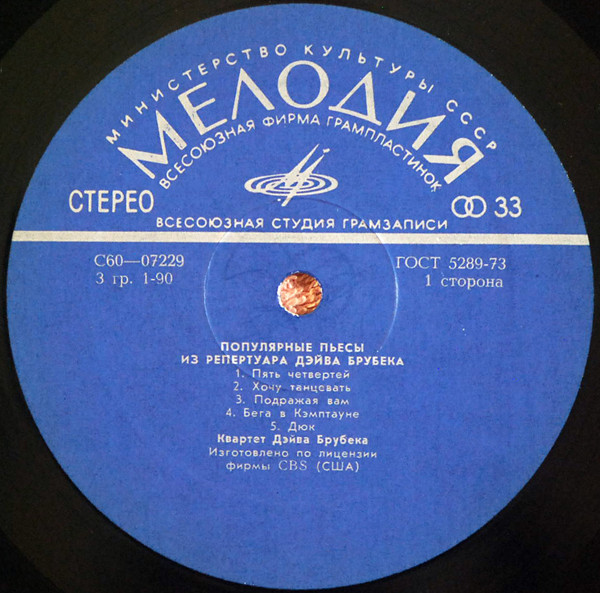 МИНИСТЕРСТВО КУЛЬТУРЫ СССР
МЕЛОДИЯ
ВСЕСОЮЗНАЯ ФИРМА ГРАМПЛАСТИНОК
СТЕРЕО
33
ВСЕСОЮЗНАЯ СТУДИЯ ГРАМЗАПИСИ
С60—07229
ГОСТ 5289-73
3 гр. 1-90
1 сторона
ПОПУЛЯРНЫЕ ПЬЕСЫ
ИЗ РЕПЕРТУАРА ДЭЙВА БРУБЕКА
1. Пять четвертей
2. Хочу танцевать
3. Подражая вам
4. Бега в Кэмптауне
5. Дюк
Квартет Дэйва Брубека
Изготовлено по лицензии
фирмы CBS (США)